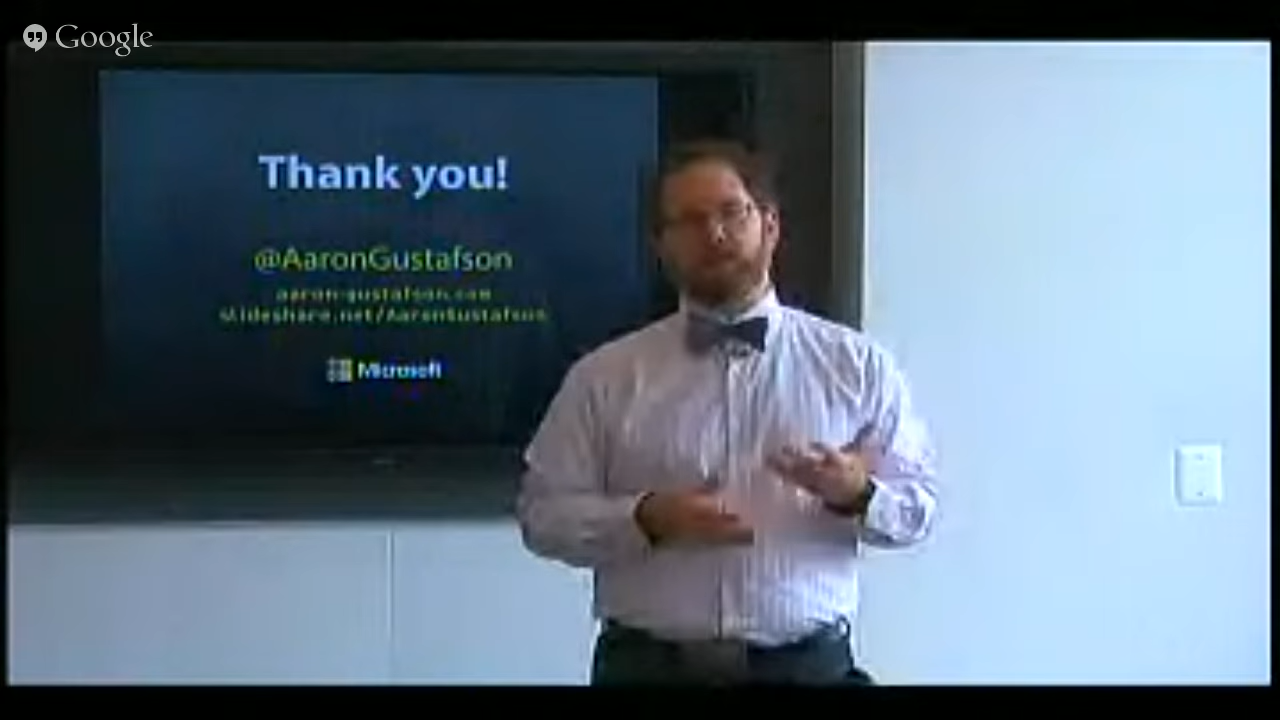 Google
Thank you!
@AaronGustafson
aaron-gustafson.com
slideshare.net/AaronGustafson
Microsoft